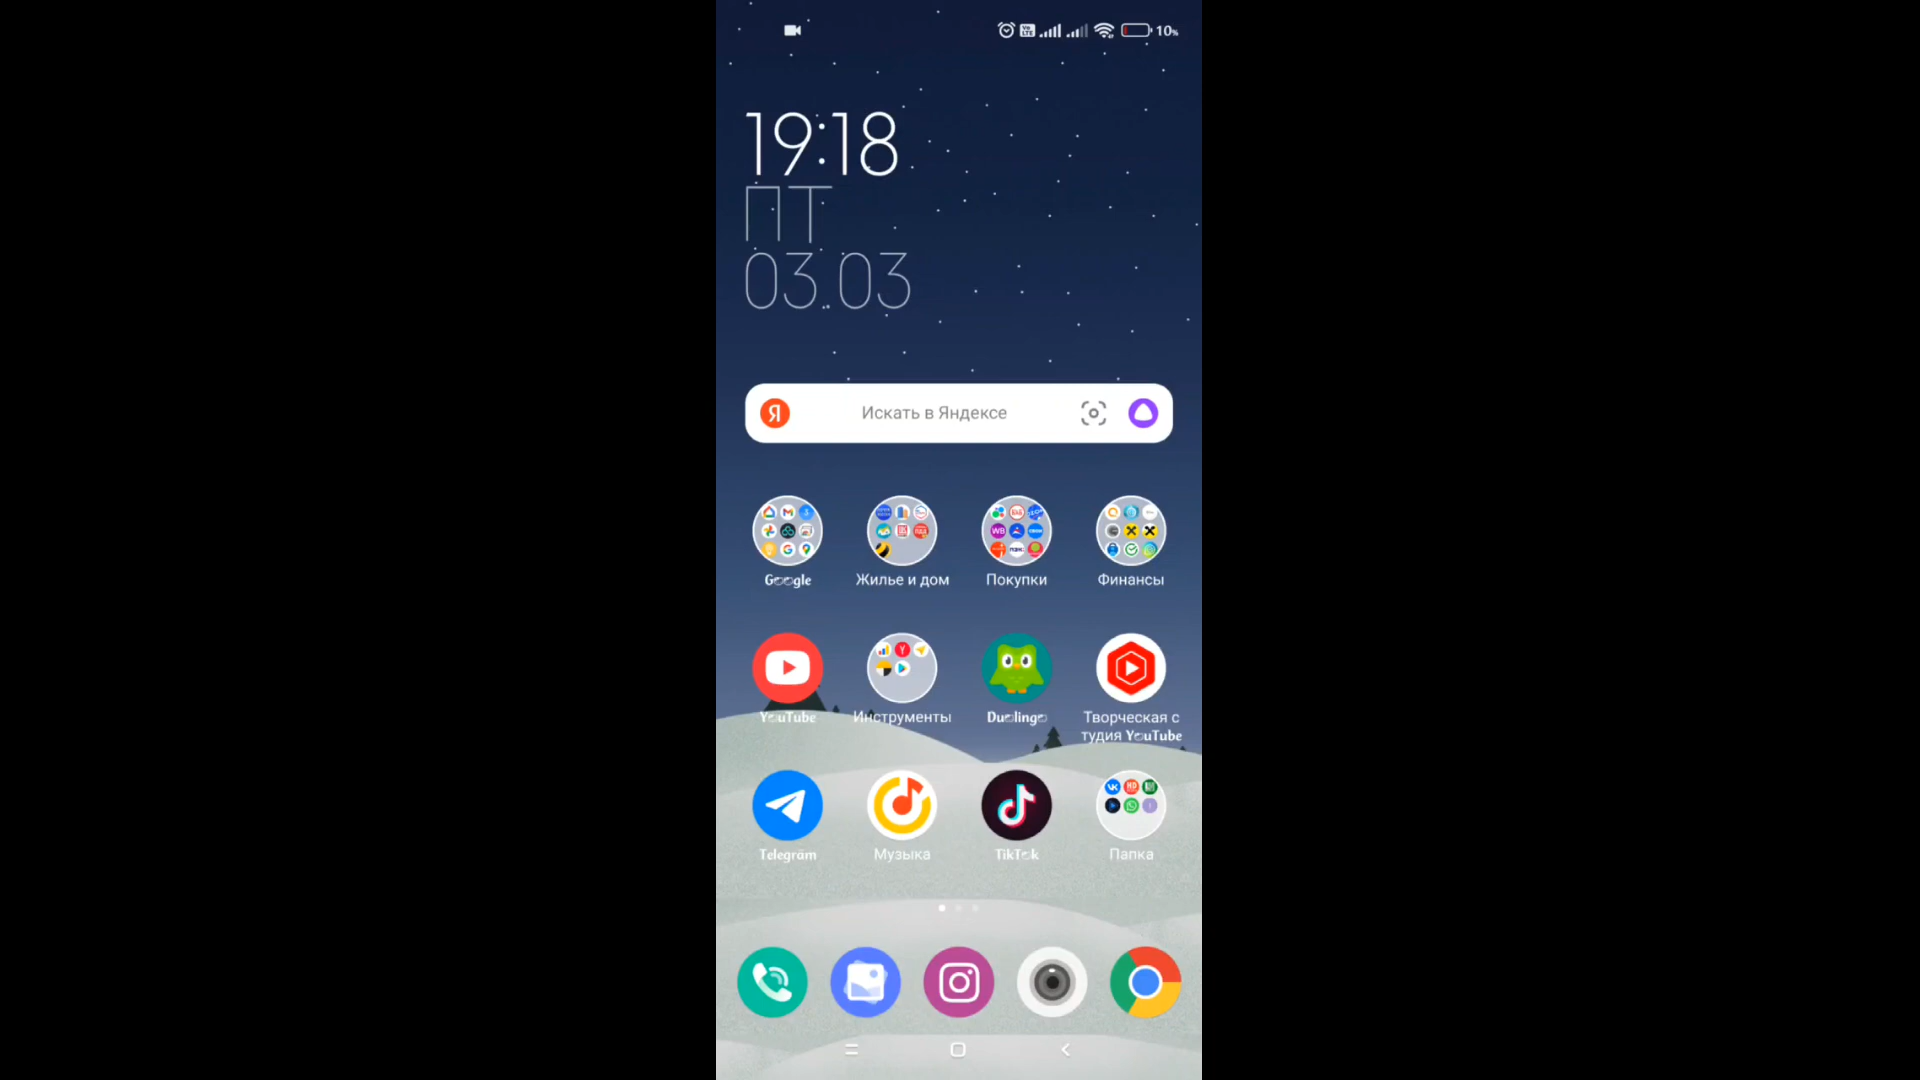 10%
19:18
ПТ
03.03
Искать в Яндексе
Google
Жилье и дом
Покупки
Финансы
YouTube
Инструменты
Duolingo
Творческая с
тудия YouTube
Telegram
Музыка
TikTok
Папка